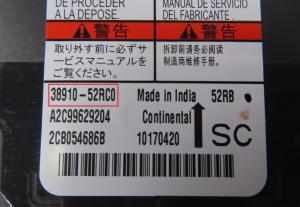 DE PROCÉDER
À LA DEPOSE.
MANUAL DE SERVICIO
DEL FABRICANTE.
警告
警告
取り外す前に必ずサ
ービスマニュアルを
ご覧ください。
拆卸前请务必阅读
制造商维修手册.
38910-52RC0
Made in India
52RB
A2C99629204
Continental
2CB054686B
10170420
SC